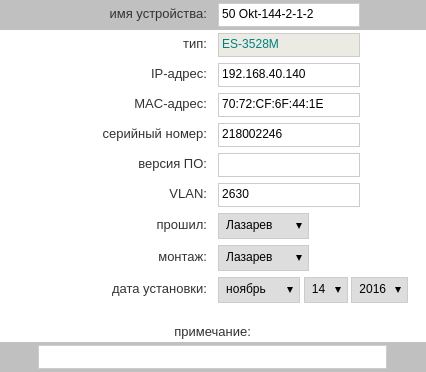 имя устройства: 50 Okt-144-2-1-2
тип: ES-3528M
IP-адрес: 192.168.40.140
MAC-адрес: 70:72:CF:6F:44:1E
серийный номер: 218002246
версия ПО:
VLAN: 2630
прошил: Лазарев
монтаж: Лазарев
дата установки: ноябрь 14 2016
примечание: